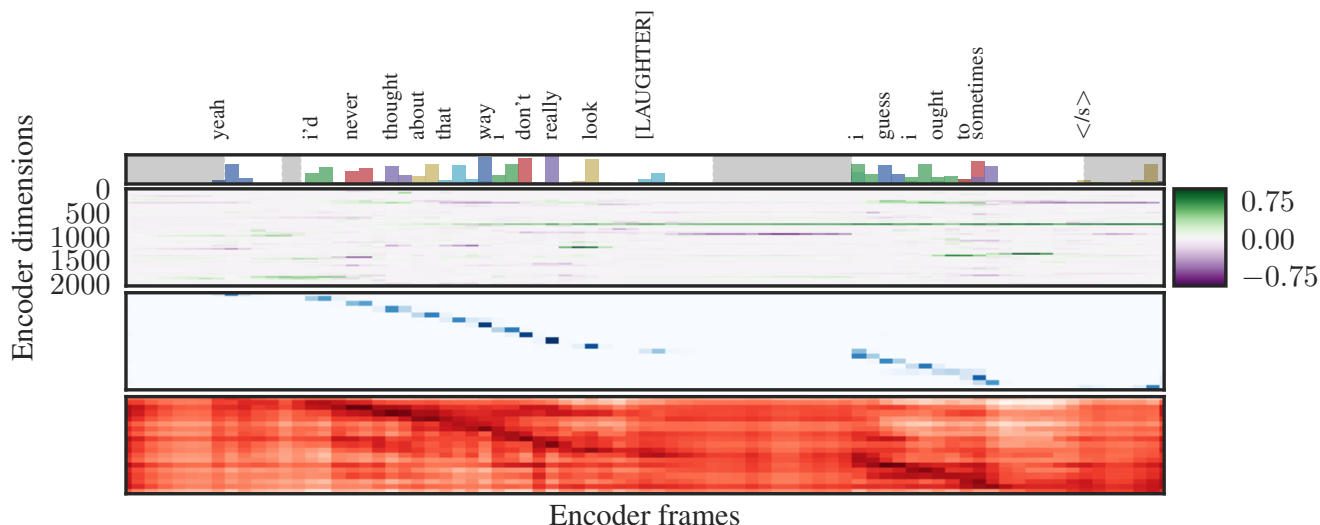 yeah
i'd
never
thought
about
that
way
i
don't
really
look
[LAUGHTER]
i
guess
i
ought
to
sometimes
</s>
Encoder dimensions
0
500
1000
1500
2000
0.75
0.00
−0.75
Encoder frames